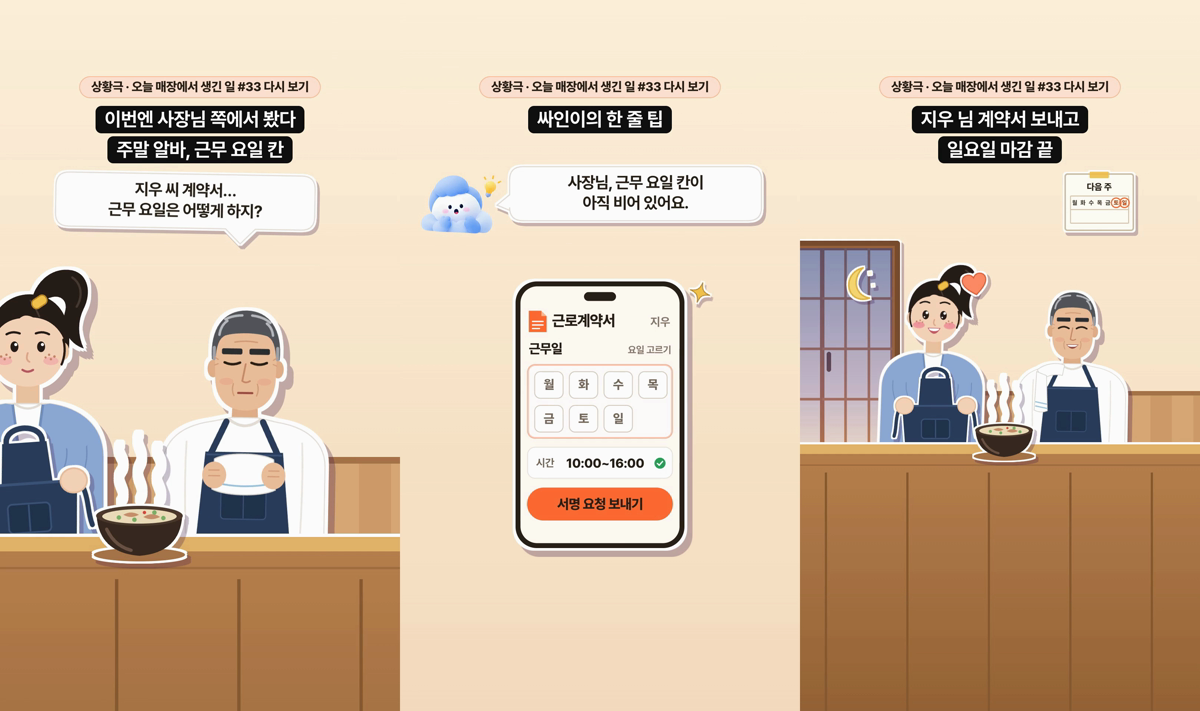 상황극 · 오늘 매장에서 생긴 일 #33 다시 보기
이번엔 사장님 쪽에서 봤다
주말 알바, 근무 요일 칸
지우 씨 계약서...
근무 요일은 어떻게 하지?
상황극 · 오늘 매장에서 생긴 일 #33 다시 보기
싸인이의 한 줄 팁
사장님, 근무 요일 칸이
아직 비어 있어요.
근로계약서 지우
근무일 요일 고르기
월 화 수 목
금 토 일
시간 10:00~16:00
서명 요청 보내기
상황극 · 오늘 매장에서 생긴 일 #33 다시 보기
지우 님 계약서 보내고
일요일 마감 끝
다음 주
월 화 수 목 금 토 일